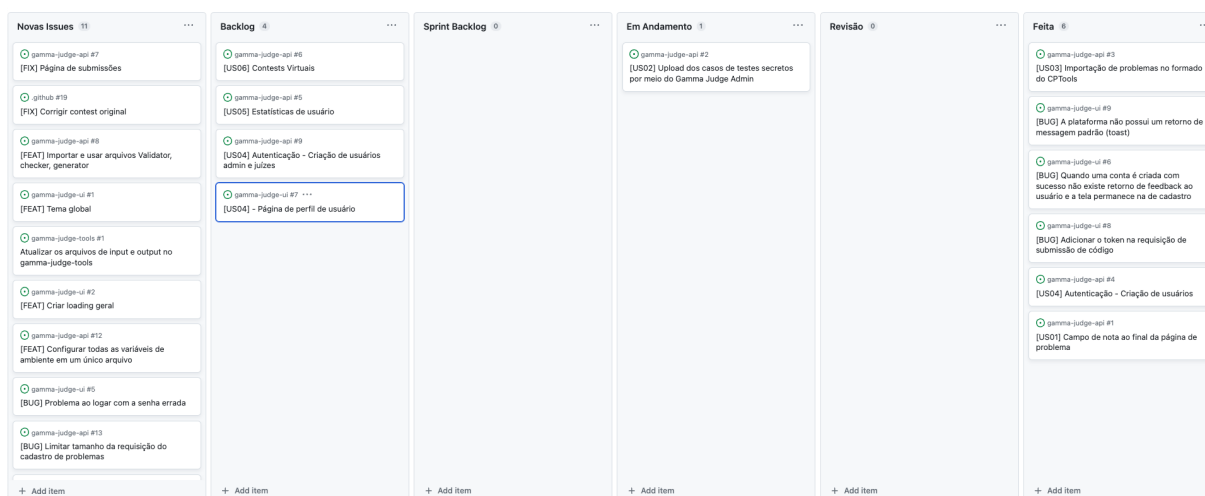 Novas Issues 11
gamma-judge-api #7
[FIX] Página de submissões
.github #19
[FIX] Corrigir contest original
gamma-judge-api #8
[FEAT] Importar e usar arquivos Validator,
checker, generator
gamma-judge-ui #1
[FEAT] Tema global
gamma-judge-tools #1
Atualizar os arquivos de input e output no
gamma-judge-tools
gamma-judge-ui #2
[FEAT] Criar loading geral
gamma-judge-api #12
[FEAT] Configurar todas as variáveis de
ambiente em um único arquivo
gamma-judge-ui #5
[BUG] Problema ao logar com a senha errada
gamma-judge-api #13
[BUG] Limitar tamanho da requisição do
cadastro de problemas
+ Add item
Backlog 4
gamma-judge-api #6
[US06] Contests Virtuais
gamma-judge-api #5
[US05] Estatísticas de usuário
gamma-judge-api #9
[US04] Autenticação - Criação de usuários
admin e juízes
gamma-judge-ui #7
[US04] - Página de perfil de usuário
+ Add item
Sprint Backlog 0
+ Add item
Em Andamento 1
gamma-judge-api #2
[US02] Upload dos casos de testes secretos
por meio do Gamma Judge Admin
+ Add item
Revisão 0
+ Add item
Feita 6
gamma-judge-api #3
[US03] Importação de problemas no formado
do CPTools
gamma-judge-ui #9
[BUG] A plataforma não possui um retorno de
messagem padrão (toast)
gamma-judge-ui #6
[BUG] Quando uma conta é criada com
sucesso não existe retorno de feedback ao
usuário e a tela permanece na de cadastro
gamma-judge-ui #8
[BUG] Adicionar o token na requisição de
submissão de código
gamma-judge-api #4
[US04] Autenticação - Criação de usuários
gamma-judge-api #1
[US01] Campo de nota ao final da página de
problema
+ Add item